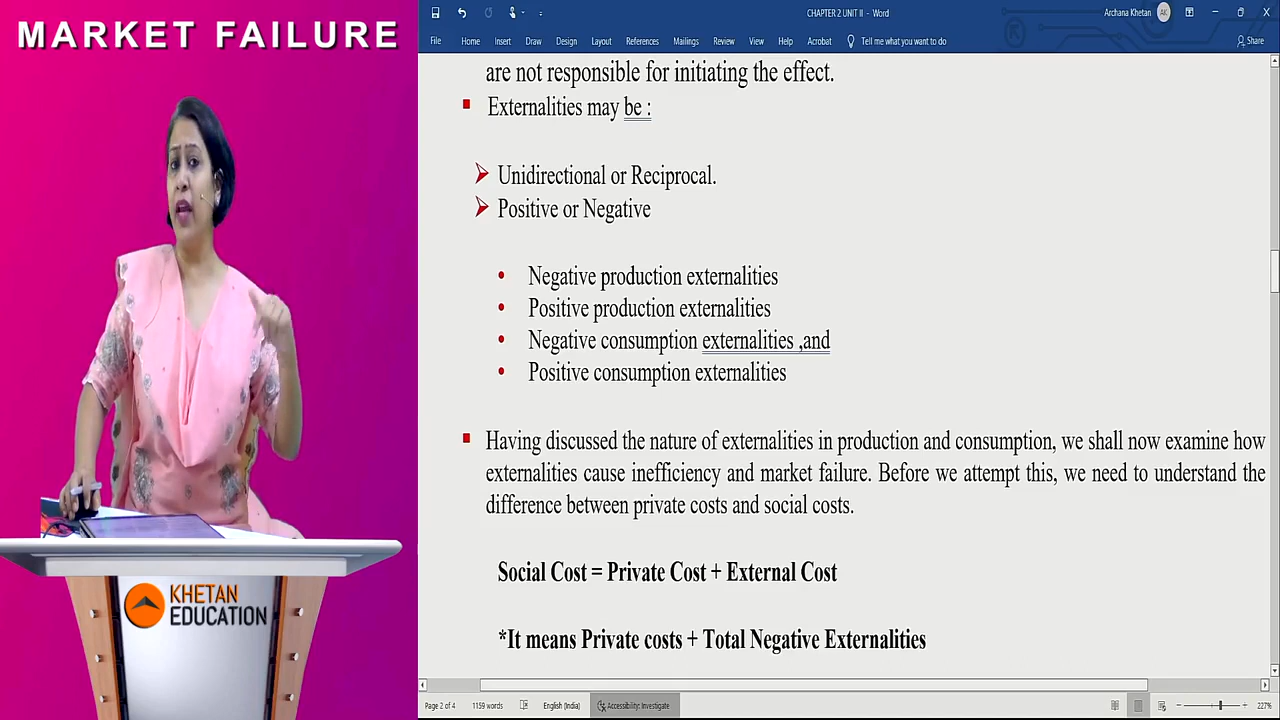 MARKET FAILURE
KHETAN
EDUCATION
CHAPTER 2 UNIT II - Word
Archana Khetan
AK
File Home Insert Draw Design Layout References Mailings Review View Help Acrobat Tell me what you want to do
Share
are not responsible for initiating the effect.
Externalities may be :
Unidirectional or Reciprocal.
Positive or Negative
Negative production externalities
Positive production externalities
Negative consumption externalities ,and
Positive consumption externalities
Having discussed the nature of externalities in production and consumption, we shall now examine how
externalities cause inefficiency and market failure. Before we attempt this, we need to understand the
difference between private costs and social costs.
Social Cost = Private Cost + External Cost
*It means Private costs + Total Negative Externalities
Page 2 of 4 1159 words English (India) Accessibility: Investigate
227%